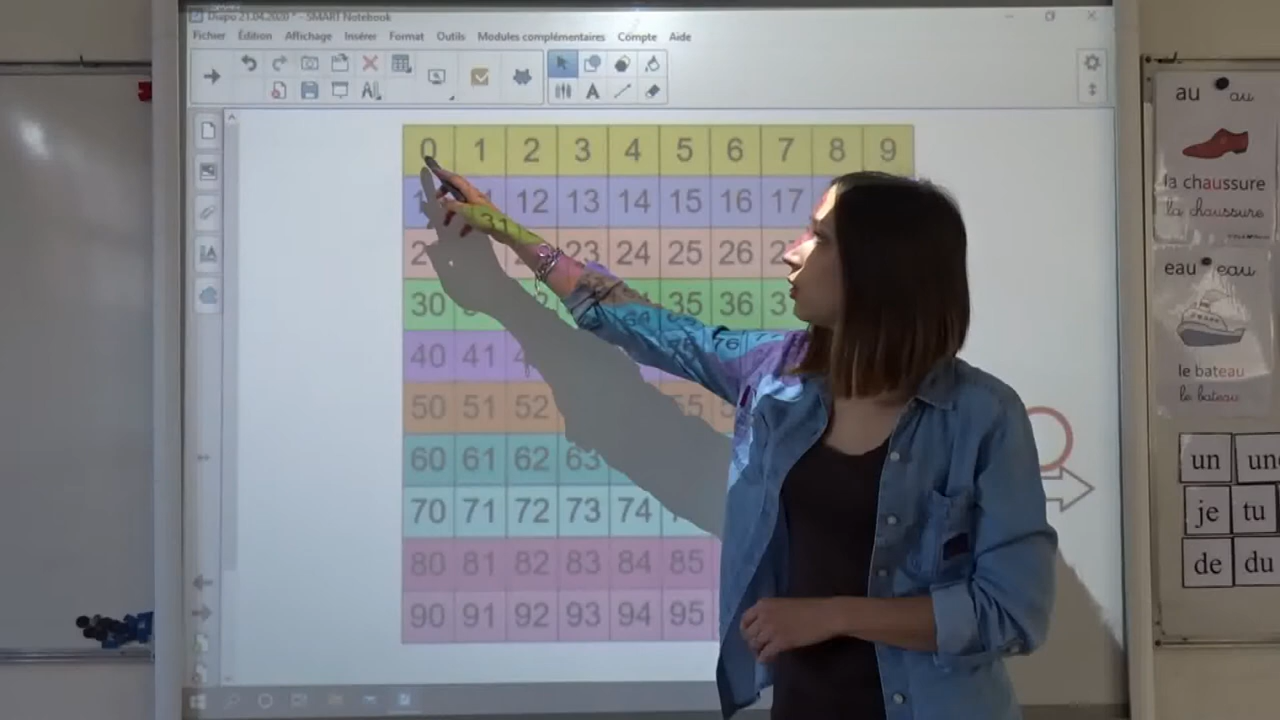 Diapo 21.04.2020 * - SMART Notebook
Fichier Édition Affichage Insérer Format Outils Modules complémentaires Compte Aide
0 1 2 3 4 5 6 7 8 9
12 13 14 15 16 17
23 24 25 26
30 35 36
40 41
50 51 52 55
60 61 62 63
70 71 72 73 74
80 81 82 83 84 85
90 91 92 93 94 95
31
64
76
au au
la chaussure
la chaussure
eau eau
le bateau
le bateau
un
je tu
de du